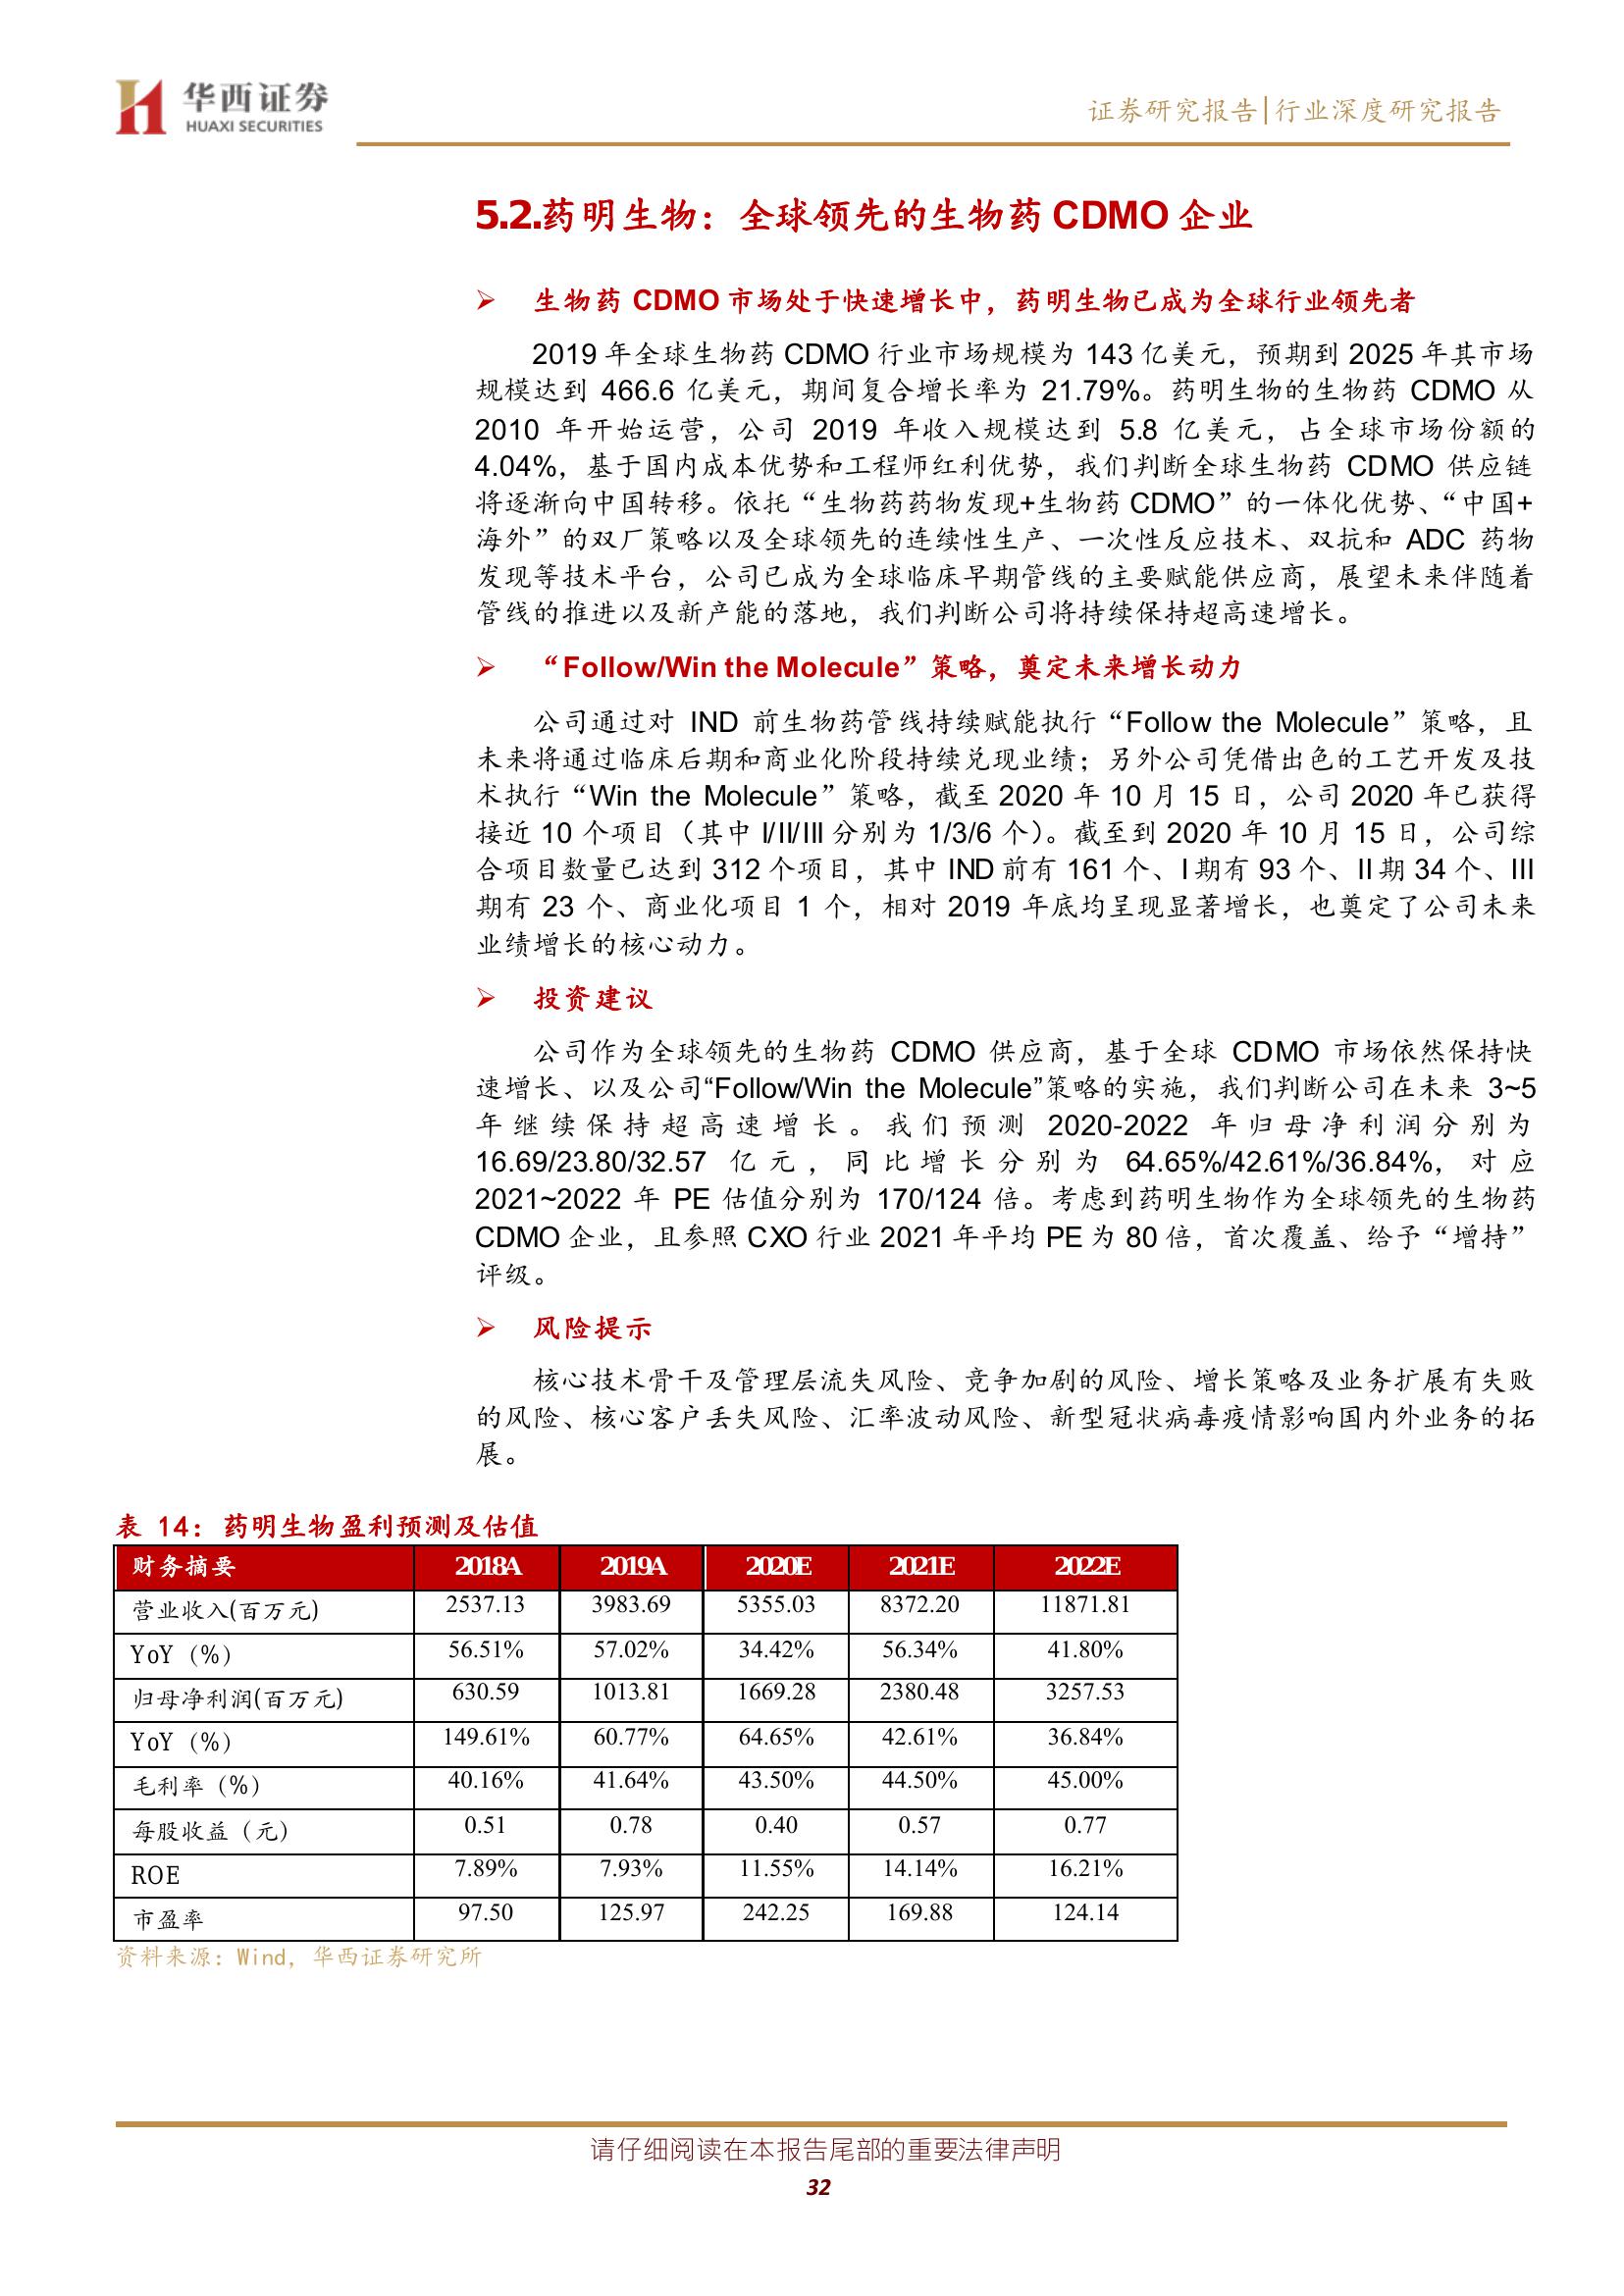 华西证券
HUAXI SECURITIES
证券研究报告|行业深度研究报告
5.2.药明生物：全球领先的生物药 CDMO 企业
➢ 生物药 CDMO 市场处于快速增长中，药明生物已成为全球行业领先者
2019 年全球生物药 CDMO 行业市场规模为 143 亿美元，预期到 2025 年其市场
规模达到 466.6 亿美元，期间复合增长率为 21.79%。药明生物的生物药 CDMO 从
2010 年开始运营，公司 2019 年收入规模达到 5.8 亿美元，占全球市场份额的
4.04%，基于国内成本优势和工程师红利优势，我们判断全球生物药 CDMO 供应链
将逐渐向中国转移。依托“生物药药物发现+生物药 CDMO”的一体化优势、“中国+
海外”的双厂策略以及全球领先的连续性生产、一次性反应技术、双抗和 ADC 药物
发现等技术平台，公司已成为全球临床早期管线的主要赋能供应商，展望未来伴随着
管线的推进以及新产能的落地，我们判断公司将持续保持超高速增长。
➢ “Follow/Win the Molecule”策略，奠定未来增长动力
公司通过对 IND 前生物药管线持续赋能执行“Follow the Molecule”策略，且
未来将通过临床后期和商业化阶段持续兑现业绩；另外公司凭借出色的工艺开发及技
术执行“Win the Molecule”策略，截至 2020 年 10 月 15 日，公司 2020 年已获得
接近 10 个项目（其中 I/II/III 分别为 1/3/6 个）。截至到 2020 年 10 月 15 日，公司综
合项目数量已达到 312 个项目，其中 IND 前有 161 个、I 期有 93 个、II 期 34 个、III
期有 23 个、商业化项目 1 个，相对 2019 年底均呈现显著增长，也奠定了公司未来
业绩增长的核心动力。
➢ 投资建议
公司作为全球领先的生物药 CDMO 供应商，基于全球 CDMO 市场依然保持快
速增长、以及公司“Follow/Win the Molecule”策略的实施，我们判断公司在未来 3~5
年继续保持超高速增长。我们预测 2020-2022 年归母净利润分别为
16.69/23.80/32.57 亿元，同比增长分别为 64.65%/42.61%/36.84%，对应
2021~2022 年 PE 估值分别为 170/124 倍。考虑到药明生物作为全球领先的生物药
CDMO 企业，且参照 CXO 行业 2021 年平均 PE 为 80 倍，首次覆盖、给予“增持”
评级。
➢ 风险提示
核心技术骨干及管理层流失风险、竞争加剧的风险、增长策略及业务扩展有失败
的风险、核心客户丢失风险、汇率波动风险、新型冠状病毒疫情影响国内外业务的拓
展。
表 14：药明生物盈利预测及估值
财务摘要 2018A 2019A 2020E 2021E 2022E
营业收入(百万元) 2537.13 3983.69 5355.03 8372.20 11871.81
YoY（%） 56.51% 57.02% 34.42% 56.34% 41.80%
归母净利润(百万元) 630.59 1013.81 1669.28 2380.48 3257.53
YoY（%） 149.61% 60.77% 64.65% 42.61% 36.84%
毛利率（%） 40.16% 41.64% 43.50% 44.50% 45.00%
每股收益（元） 0.51 0.78 0.40 0.57 0.77
ROE 7.89% 7.93% 11.55% 14.14% 16.21%
市盈率 97.50 125.97 242.25 169.88 124.14
资料来源：Wind，华西证券研究所
请仔细阅读在本报告尾部的重要法律声明
32